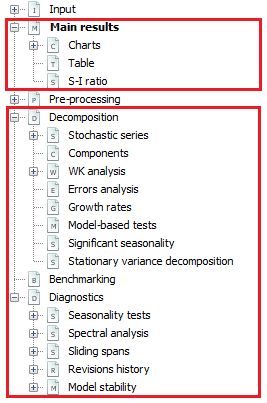 I Input
M Main results
C Charts
T Table
S S-I ratio
P Pre-processing
D Decomposition
S Stochastic series
C Components
W WK analysis
E Errors analysis
G Growth rates
M Model-based tests
S Significant seasonality
S Stationary variance decomposition
B Benchmarking
D Diagnostics
S Seasonality tests
S Spectral analysis
S Sliding spans
R Revisions history
M Model stability